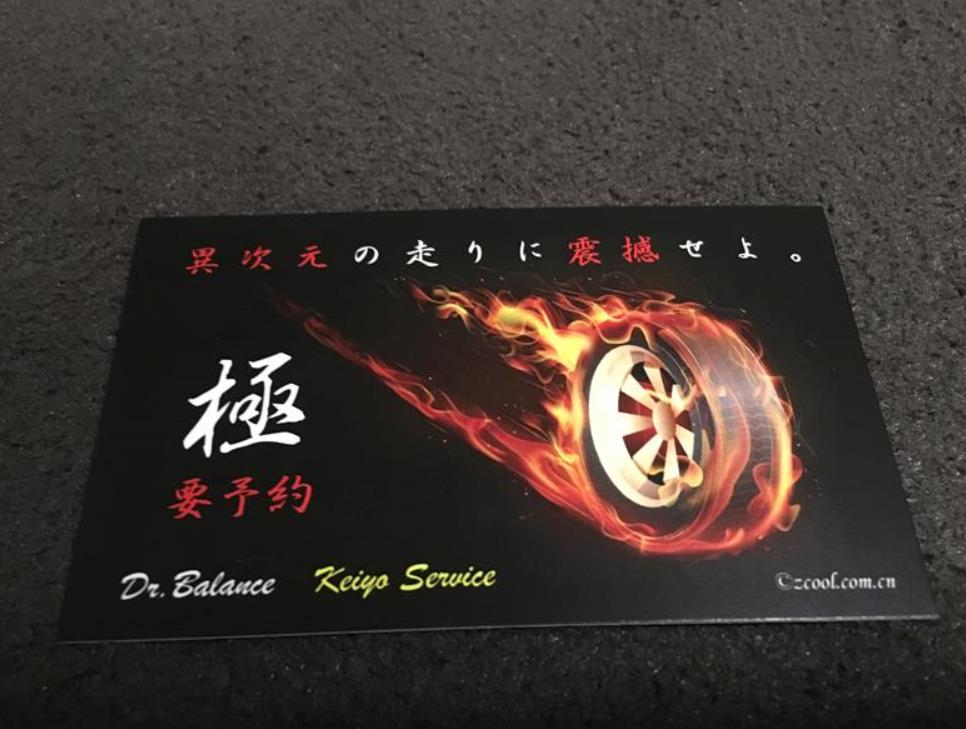 異次元の走りに震撼せよ。
極
要予約
Dr. Balance Keiyo Service
©zcool.com.cn